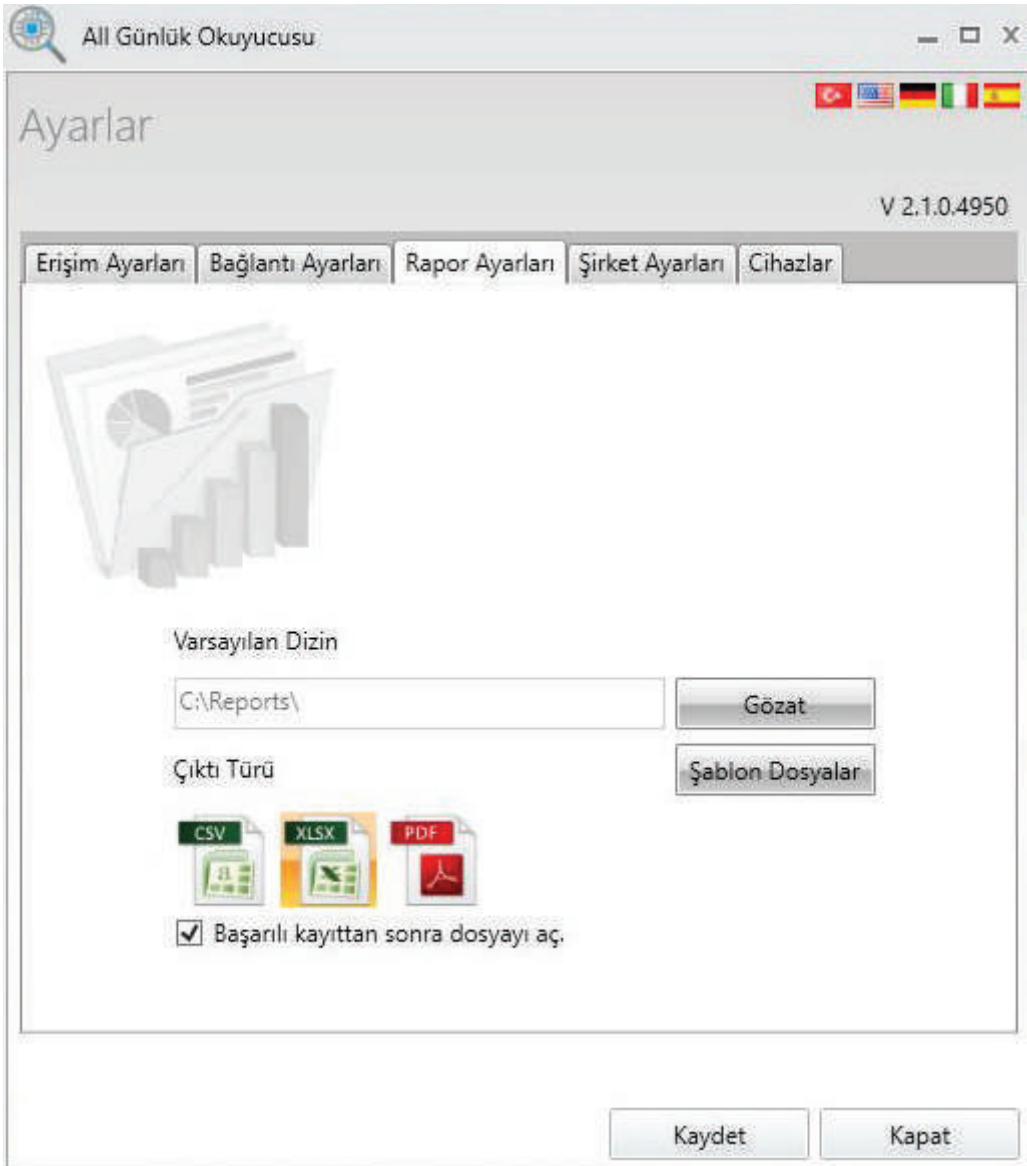 All Günlük Okuyucusu
Ayarlar
V 2.1.0.4950
Erişim Ayarları Bağlantı Ayarları Rapor Ayarları Şirket Ayarları Cihazlar
Varsayılan Dizin
C:\Reports\ Gözat
Çıktı Türü Şablon Dosyalar
CSV XLSX PDF
a X
Başarılı kayıttan sonra dosyayı aç.
Kaydet Kapat